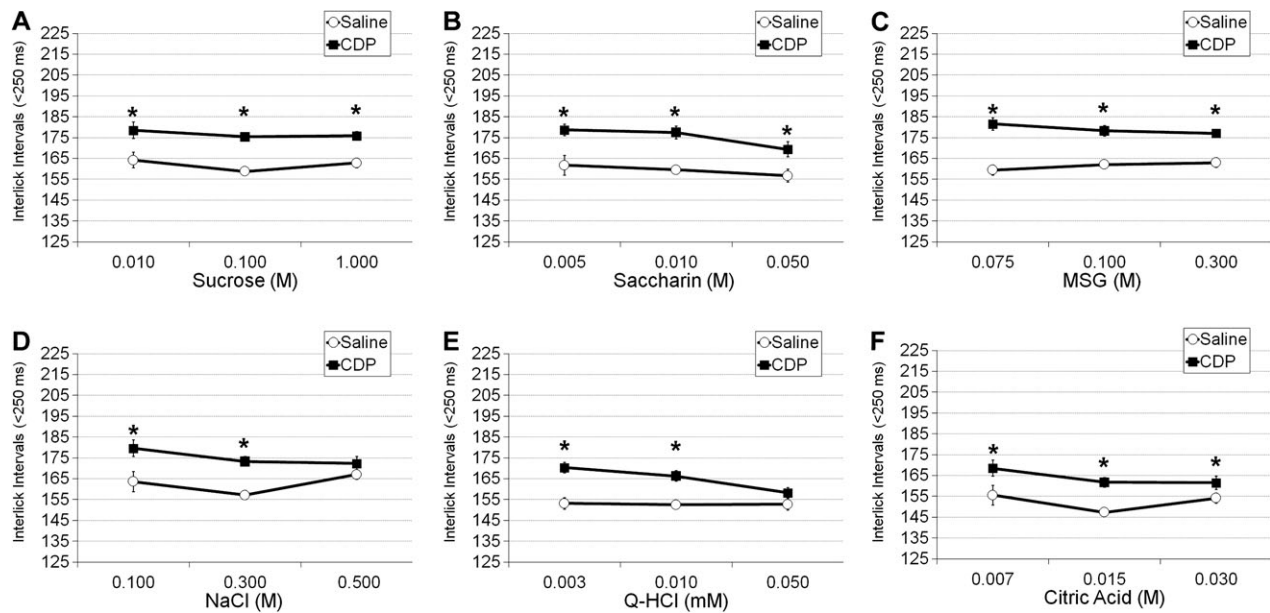 A
Saline
CDP
Interlick Intervals (<250 ms)
225
215
205
195
185
175
165
155
145
135
125
* * *
0.010 0.100 1.000
Sucrose (M)
B
Saline
CDP
Interlick Intervals (<250 ms)
225
215
205
195
185
175
165
155
145
135
125
* * *
0.005 0.010 0.050
Saccharin (M)
C
Saline
CDP
Interlick Intervals (<250 ms)
225
215
205
195
185
175
165
155
145
135
125
* * *
0.075 0.100 0.300
MSG (M)
D
Saline
CDP
Interlick Intervals (<250 ms)
225
215
205
195
185
175
165
155
145
135
125
* *
0.100 0.300 0.500
NaCl (M)
E
Saline
CDP
Interlick Intervals (<250 ms)
225
215
205
195
185
175
165
155
145
135
125
* *
0.003 0.010 0.050
Q-HCl (mM)
F
Saline
CDP
Interlick Intervals (<250 ms)
225
215
205
195
185
175
165
155
145
135
125
* * *
0.007 0.015 0.030
Citric Acid (M)